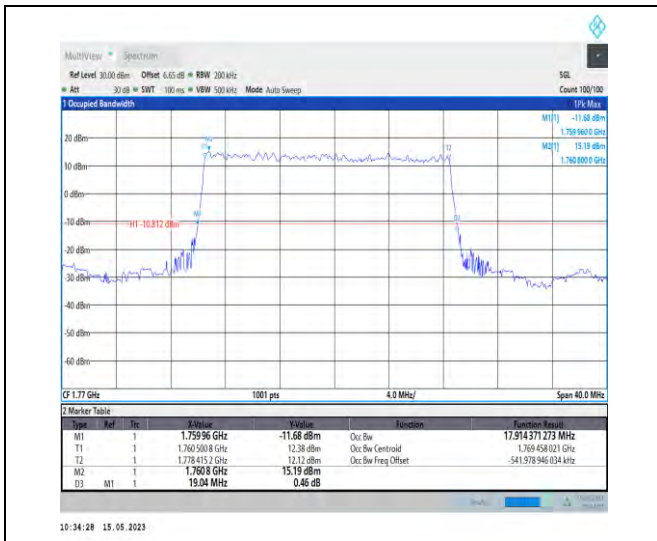 MultiView Spectrum
Ref Level 30.00 dBm Offset 6.65 dB RBW 200 kHz SGL
Att 30 dB SWT 100 ms VBW 500 kHz Mode Auto Sweep Count 100/100
1 Occupied Bandwidth 1Pk Max
M1[1] -11.68 dBm
1.759 960 0 GHz
20 dBm M2[1] 15.19 dBm
1.760 800 0 GHz
T2
10 dBm
0 dBm
-10 dBm H1 -10.812 dBm
-20 dBm
-30 dBm
-40 dBm
-50 dBm
-60 dBm
CF 1.77 GHz 1001 pts 4.0 MHz/ Span 40.0 MHz
2 Marker Table
Type Ref Trc X-Value Y-Value Function Function Result
M1 1 1.759 96 GHz -11.68 dBm Occ Bw 17.914 371 273 MHz
T1 1 1.760 500 8 GHz 12.38 dBm Occ Bw Centroid 1.769 458 021 GHz
T2 1 1.778 415 2 GHz 12.12 dBm Occ Bw Freq Offset -541.978 946 034 kHz
M2 1 1.760 8 GHz 15.19 dBm
D3 M1 1 19.04 MHz 0.46 dB
10:34:28 15.05.2023